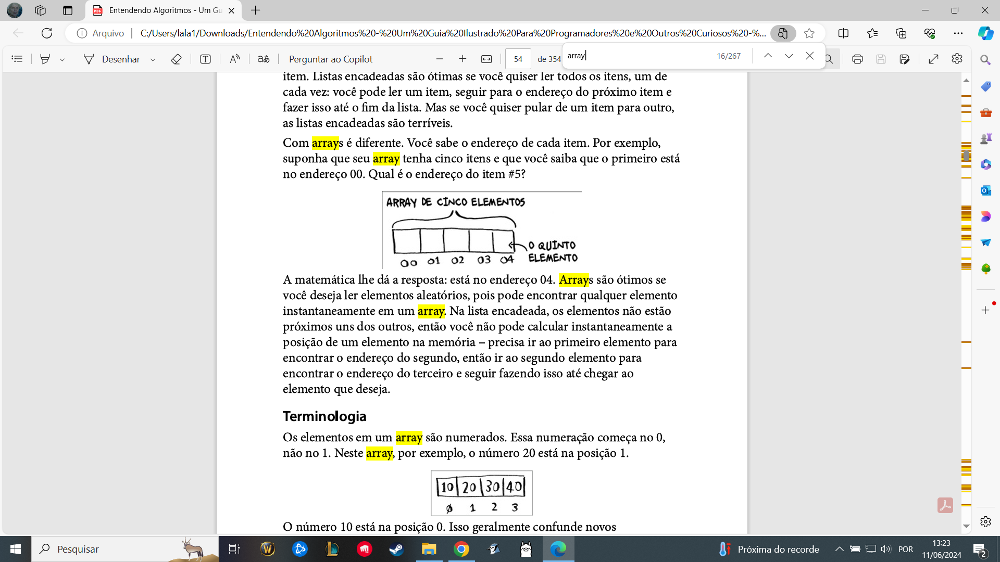 Entendendo Algoritmos - Um Gu
Arquivo
C:/Users/lala1/Downloads/Entendendo%20Algoritmos%20-%20Um%20Guia%20Ilustrado%20Para%20Programadores%20e%20Outros%20Curiosos%20-%...
Desenhar
aあ
Perguntar ao Copilot
54
de 354
array
16/267
item. Listas encadeadas são ótimas se você quiser ler todos os itens, um de
cada vez: você pode ler um item, seguir para o endereço do próximo item e
fazer isso até o fim da lista. Mas se você quiser pular de um item para outro,
as listas encadeadas são terríveis.
Com arrays é diferente. Você sabe o endereço de cada item. Por exemplo,
suponha que seu array tenha cinco itens e que você saiba que o primeiro está
no endereço 00. Qual é o endereço do item #5?
ARRAY DE CINCO ELEMENTOS
O QUINTO
ELEMENTO
00 01 02 03 04
A matemática lhe dá a resposta: está no endereço 04. Arrays são ótimos se
você deseja ler elementos aleatórios, pois pode encontrar qualquer elemento
instantaneamente em um array. Na lista encadeada, os elementos não estão
próximos uns dos outros, então você não pode calcular instantaneamente a
posição de um elemento na memória – precisa ir ao primeiro elemento para
encontrar o endereço do segundo, então ir ao segundo elemento para
encontrar o endereço do terceiro e seguir fazendo isso até chegar ao
elemento que deseja.
Terminologia
Os elementos em um array são numerados. Essa numeração começa no 0,
não no 1. Neste array, por exemplo, o número 20 está na posição 1.
10 20 30 40
0 1 2 3
O número 10 está na posição 0. Isso geralmente confunde novos
Pesquisar
Próxima do recorde
POR
13:23
11/06/2024
2